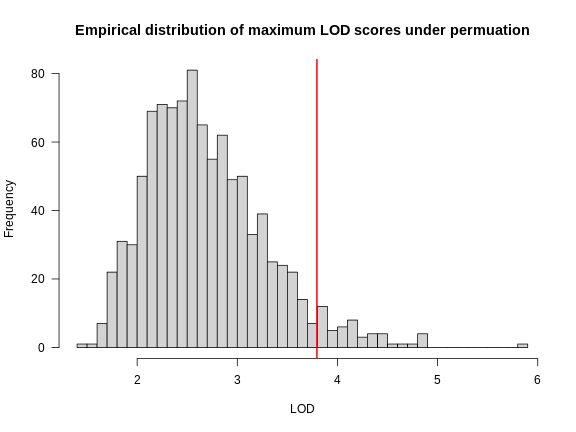 Empirical distribution of maximum LOD scores under permuation
80
60
40
20
0
Frequency
2 3 4 5 6
LOD